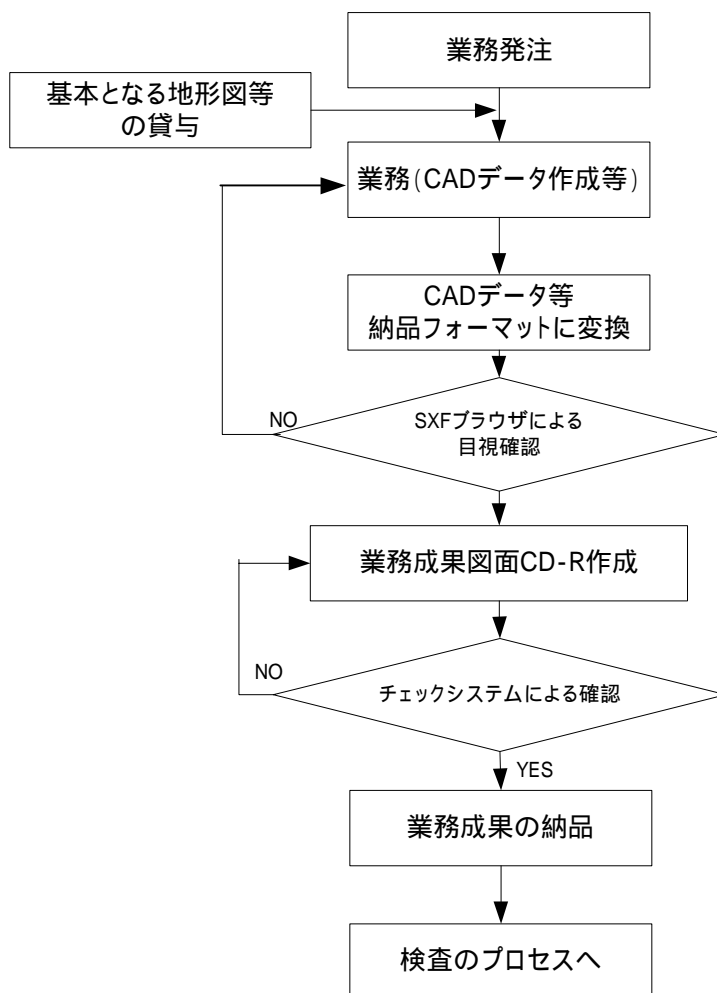 業務発注
基本となる地形図等
の貸与
業務(CADデータ作成等)
CADデータ等
納品フォーマットに変換
NO
SXFブラウザによる
目視確認
業務成果図面CD-R作成
NO
チェックシステムによる確認
YES
業務成果の納品
検査のプロセスへ